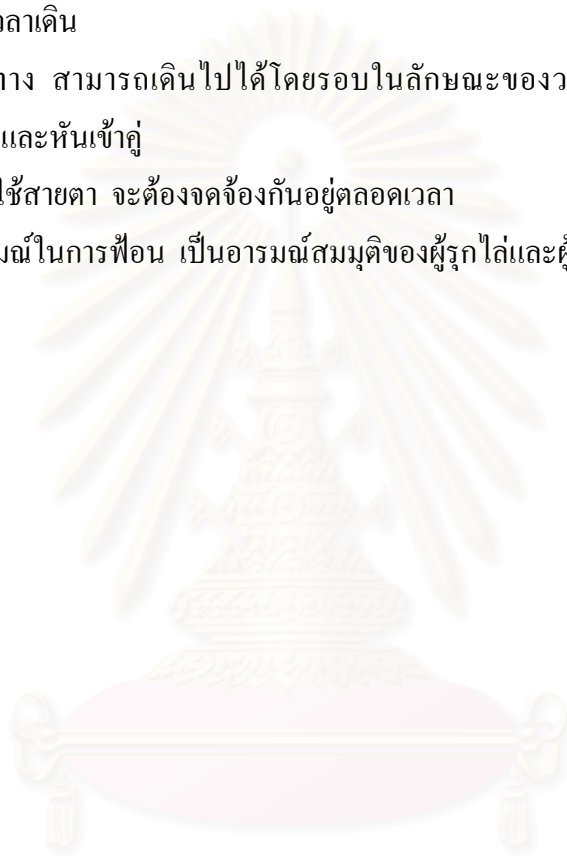 วลาเดิน
ทาง สามารถเดินไปได้โดยรอบในลักษณะของว
และหันเข้าคู่
ใช้สายตา จะต้องจดจ้องกันอยู่ตลอดเวลา
มณ์ในการฟ้อน เป็นอารมณ์สมมุติของผู้รุกไล่และผู้